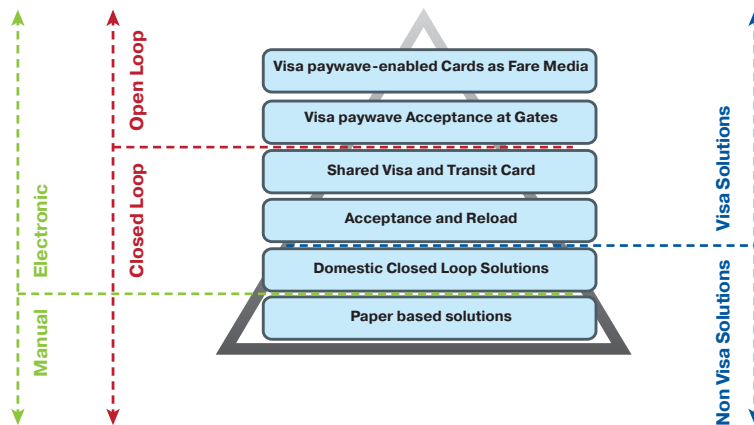 Visa paywave-enabled Cards as Fare Media
Visa paywave Acceptance at Gates
Shared Visa and Transit Card
Acceptance and Reload
Domestic Closed Loop Solutions
Paper based solutions
Electronic
Manual
Open Loop
Closed Loop
Visa Solutions
Non Visa Solutions